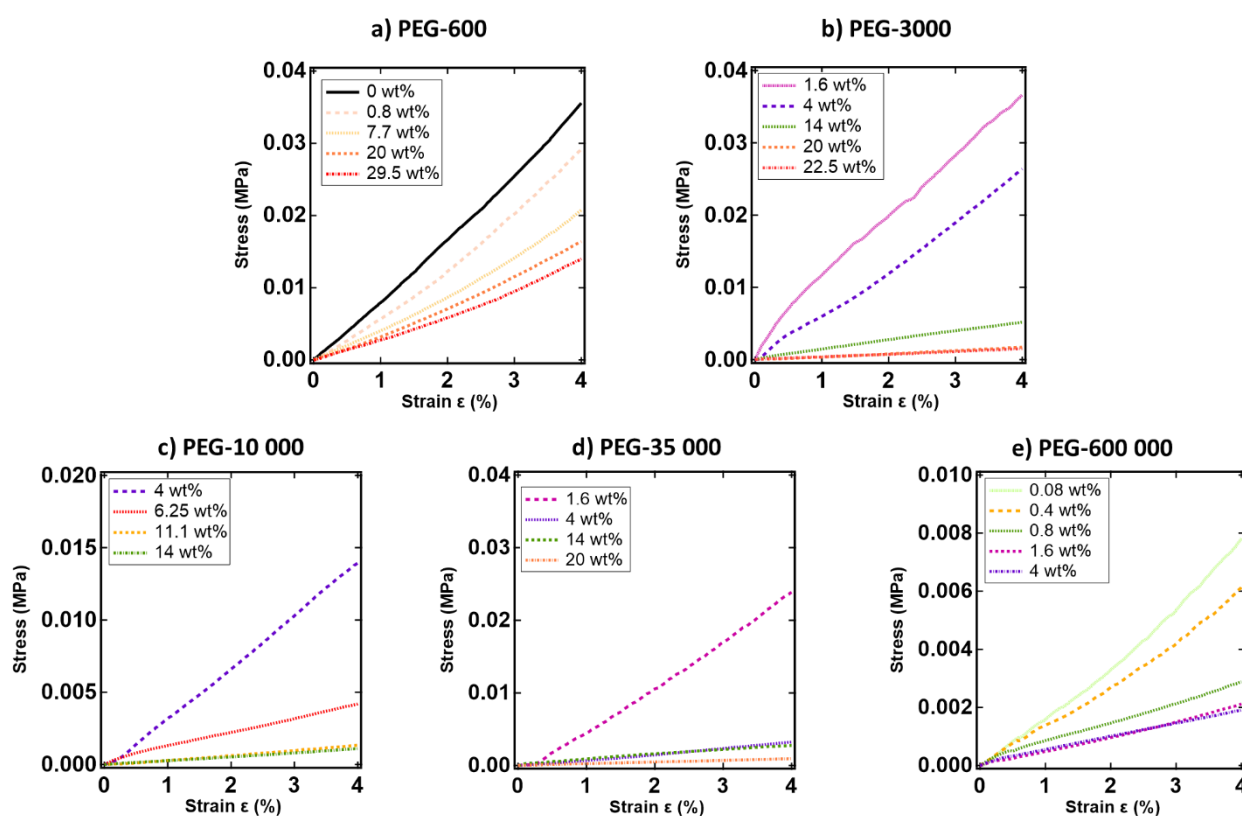 a) PEG-600
0.04
0.03
0.02
0.01
0.00
Stress (MPa)
0 wt%
0.8 wt%
7.7 wt%
20 wt%
29.5 wt%
0 1 2 3 4
Strain ε (%)
b) PEG-3000
0.04
0.03
0.02
0.01
0.00
Stress (MPa)
1.6 wt%
4 wt%
14 wt%
20 wt%
22.5 wt%
0 1 2 3 4
Strain ε (%)
c) PEG-10 000
0.020
0.015
0.010
0.005
0.000
Stress (MPa)
4 wt%
6.25 wt%
11.1 wt%
14 wt%
0 1 2 3 4
Strain ε (%)
d) PEG-35 000
0.04
0.03
0.02
0.01
0.00
Stress (MPa)
1.6 wt%
4 wt%
14 wt%
20 wt%
0 1 2 3 4
Strain ε (%)
e) PEG-600 000
0.010
0.008
0.006
0.004
0.002
0.000
Stress (MPa)
0.08 wt%
0.4 wt%
0.8 wt%
1.6 wt%
4 wt%
0 1 2 3 4
Strain ε (%)